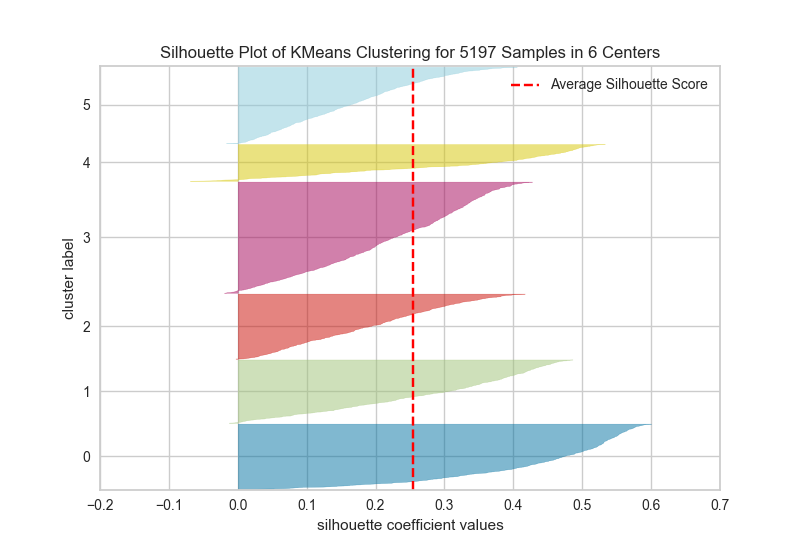 Silhouette Plot of KMeans Clustering for 5197 Samples in 6 Centers
Average Silhouette Score
5
4
3
2
1
0
cluster label
−0.2 −0.1 0.0 0.1 0.2 0.3 0.4 0.5 0.6 0.7
silhouette coefficient values